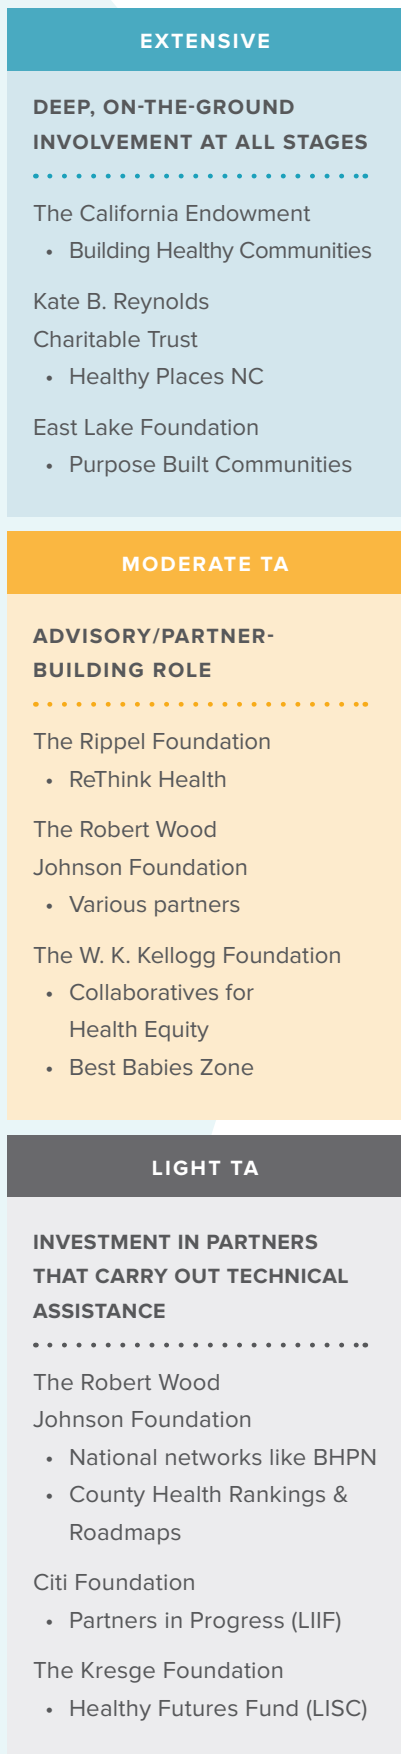 EXTENSIVE
DEEP, ON-THE-GROUND
INVOLVEMENT AT ALL STAGES
The California Endowment
• Building Healthy Communities
Kate B. Reynolds
Charitable Trust
• Healthy Places NC
East Lake Foundation
• Purpose Built Communities
MODERATE TA
ADVISORY/PARTNER-
BUILDING ROLE
The Rippel Foundation
• ReThink Health
The Robert Wood
Johnson Foundation
• Various partners
The W. K. Kellogg Foundation
• Collaboratives for
Health Equity
• Best Babies Zone
LIGHT TA
INVESTMENT IN PARTNERS
THAT CARRY OUT TECHNICAL
ASSISTANCE
The Robert Wood
Johnson Foundation
• National networks like BHPN
• County Health Rankings &
Roadmaps
Citi Foundation
• Partners in Progress (LIIF)
The Kresge Foundation
• Healthy Futures Fund (LISC)